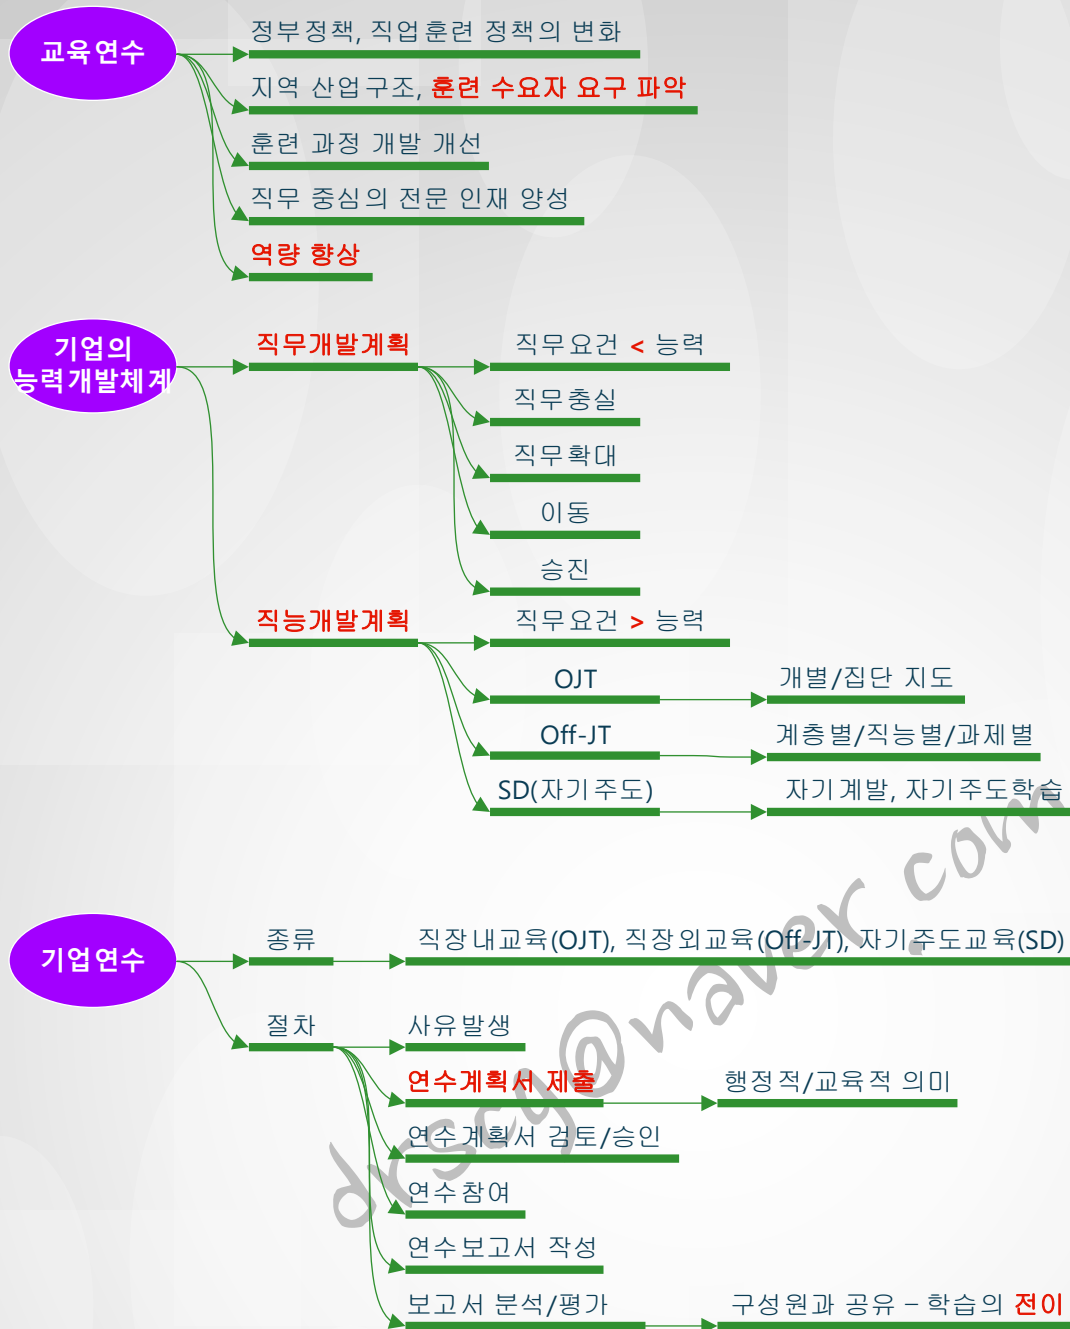 교육연수
정부정책, 직업훈련 정책의 변화
지역 산업구조, 훈련 수요자 요구 파악
훈련 과정 개발 개선
직무 중심의 전문 인재 양성
역량 향상
기업의
능력개발체계
직무개발계획
직무요건 < 능력
직무충실
직무확대
이동
승진
직능개발계획
직무요건 > 능력
OJT
개별/집단 지도
Off-JT
계층별/직능별/과제별
SD(자기주도)
자기계발, 자기주도학습
기업연수
종류
직장내교육(OJT), 직장외교육(Off-JT), 자기주도교육(SD)
절차
사유발생
연수계획서 제출
행정적/교육적 의미
연수계획서 검토/승인
연수참여
연수보고서 작성
보고서 분석/평가
구성원과 공유 – 학습의 전이
drscy@naver.com